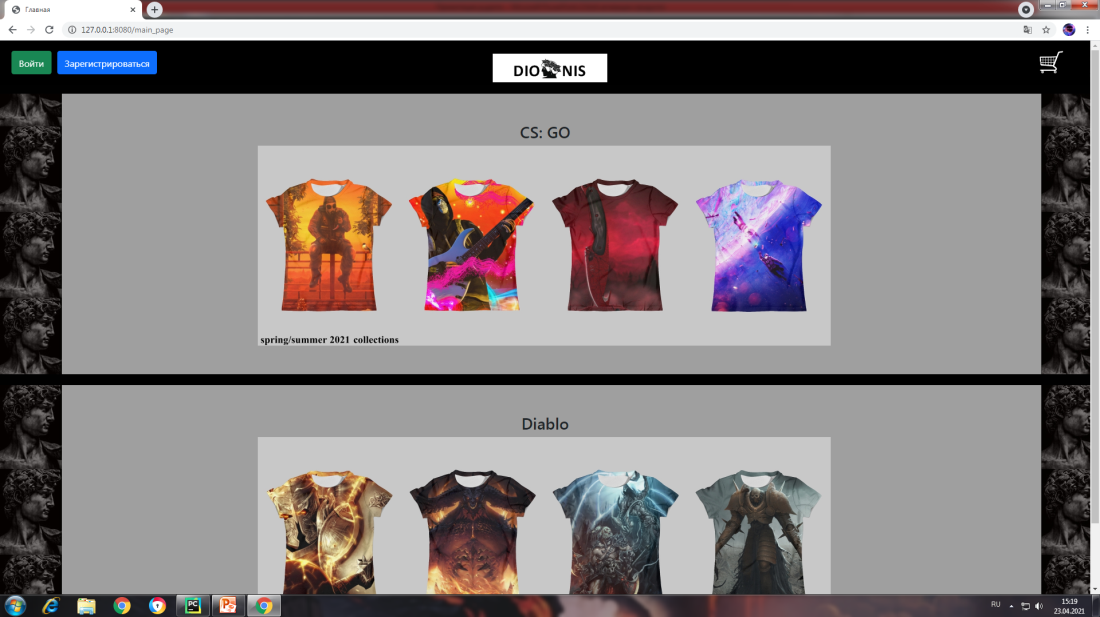 Главная
127.0.0.1:8080/main_page
Войти
Зарегистрироваться
DIO NIS
CS: GO
spring/summer 2021 collections
Diablo
PC
RU
15:19
23.04.2021